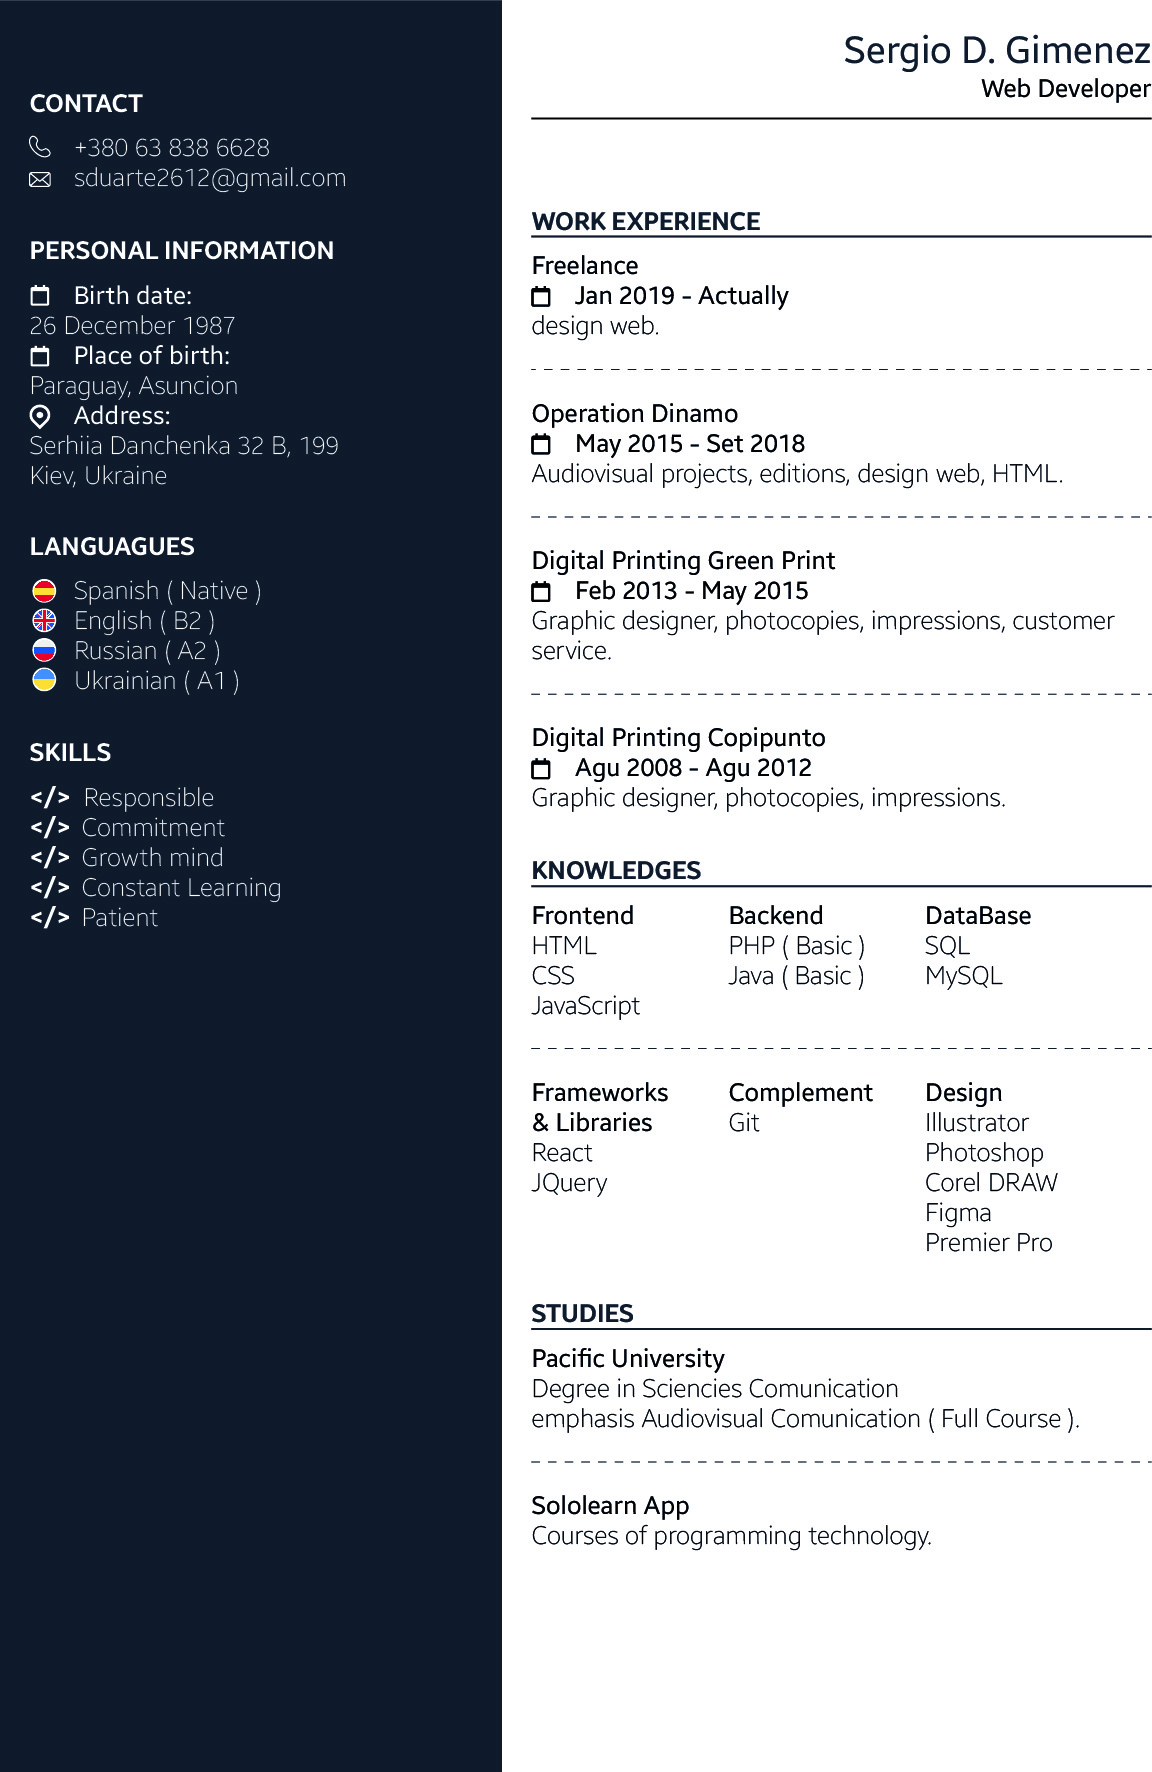 CONTACT
+380 63 838 6628
sduarte2612@gmail.com
PERSONAL INFORMATION
Birth date:
26 December 1987
Place of birth:
Paraguay, Asuncion
Address:
Serhiia Danchenka 32 B, 199
Kiev, Ukraine
LANGUAGUES
Spanish ( Native )
English ( B2 )
Russian ( A2 )
Ukrainian ( A1 )
SKILLS
</> Responsible
</> Commitment
</> Growth mind
</> Constant Learning
</> Patient
Sergio D. Gimenez
Web Developer
WORK EXPERIENCE
Freelance
Jan 2019 - Actually
design web.
Operation Dinamo
May 2015 - Set 2018
Audiovisual projects, editions, design web, HTML.
Digital Printing Green Print
Feb 2013 - May 2015
Graphic designer, photocopies, impressions, customer
service.
Digital Printing Copipunto
Agu 2008 - Agu 2012
Graphic designer, photocopies, impressions.
KNOWLEDGES
Frontend
HTML
CSS
JavaScript
Backend
PHP ( Basic )
Java ( Basic )
DataBase
SQL
MySQL
Frameworks
& Libraries
React
JQuery
Complement
Git
Design
Illustrator
Photoshop
Corel DRAW
Figma
Premier Pro
STUDIES
Pacific University
Degree in Sciencies Comunication
emphasis Audiovisual Comunication ( Full Course ).
Sololearn App
Courses of programming technology.